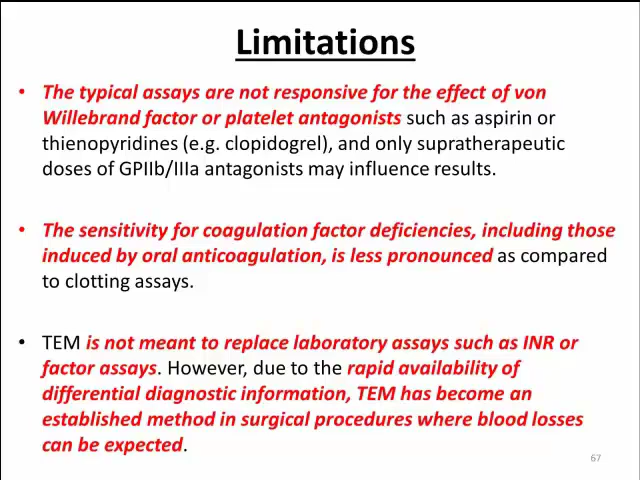 Limitations
• The typical assays are not responsive for the effect of von
Willebrand factor or platelet antagonists such as aspirin or
thienopyridines (e.g. clopidogrel), and only supratherapeutic
doses of GPIIb/IIIa antagonists may influence results.
• The sensitivity for coagulation factor deficiencies, including those
induced by oral anticoagulation, is less pronounced as compared
to clotting assays.
• TEM is not meant to replace laboratory assays such as INR or
factor assays. However, due to the rapid availability of
differential diagnostic information, TEM has become an
established method in surgical procedures where blood losses
can be expected.
67